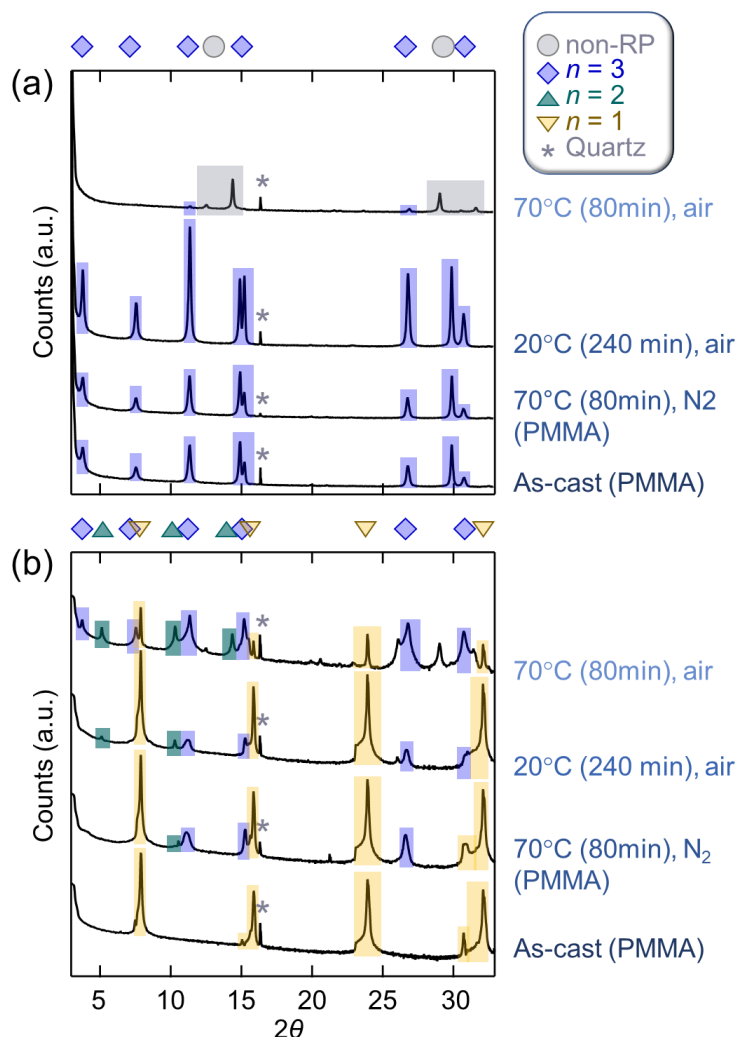 non-RP
n = 3
n = 2
n = 1
* Quartz
(a)
Counts (a.u.)
*
*
*
*
70°C (80min), air
20°C (240 min), air
70°C (80min), N2
(PMMA)
As-cast (PMMA)
(b)
Counts (a.u.)
*
*
*
*
70°C (80min), air
20°C (240 min), air
70°C (80min), N₂
(PMMA)
As-cast (PMMA)
5 10 15 20 25 30
2θ